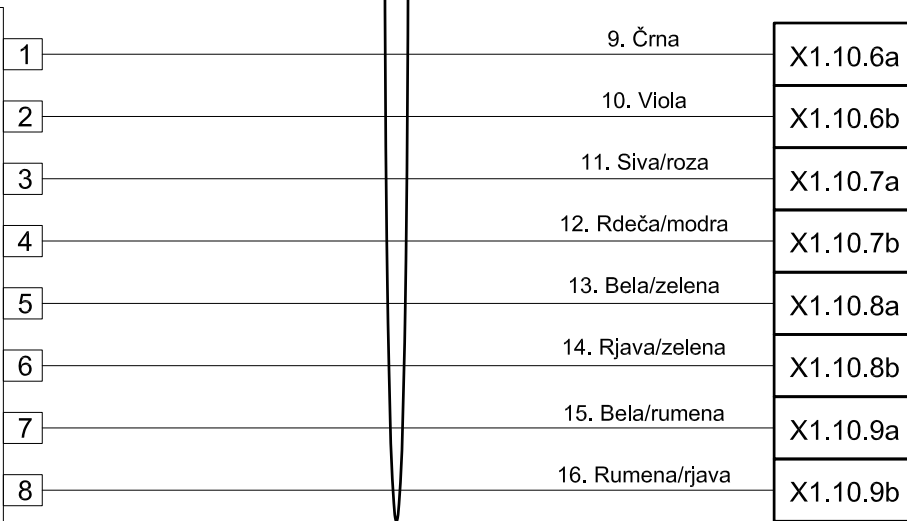 1 9. Črna X1.10.6a
2 10. Viola X1.10.6b
3 11. Siva/roza X1.10.7a
4 12. Rdeča/modra X1.10.7b
5 13. Bela/zelena X1.10.8a
6 14. Rjava/zelena X1.10.8b
7 15. Bela/rumena X1.10.9a
8 16. Rumena/rjava X1.10.9b